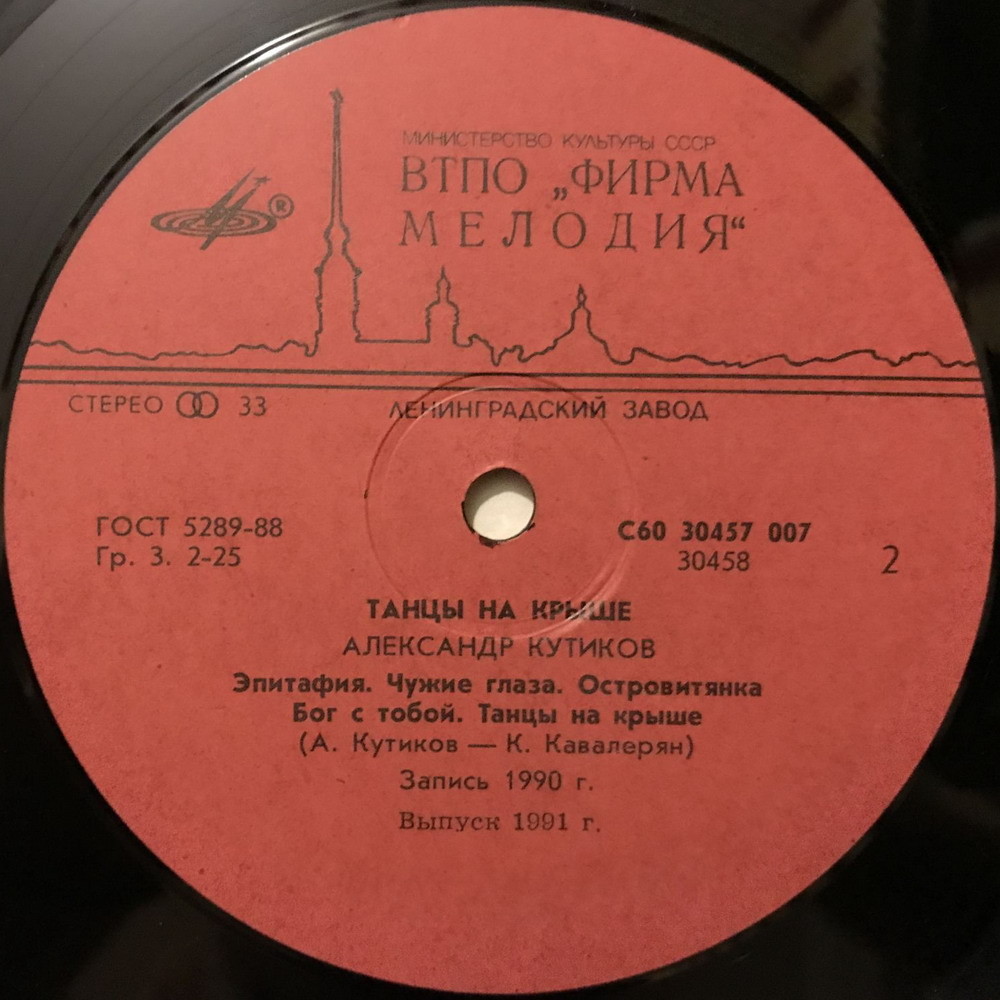 МИНИСТЕРСТВО КУЛЬТУРЫ СССР
ВТПО „ФИРМА
МЕЛОДИЯ“
®
СТЕРЕО 33
ЛЕНИНГРАДСКИЙ ЗАВОД
ГОСТ 5289-88
Гр. 3. 2-25
С60 30457 007
30458
2
ТАНЦЫ НА КРЫШЕ
АЛЕКСАНДР КУТИКОВ
Эпитафия. Чужие глаза. Островитянка
Бог с тобой. Танцы на крыше
(А. Кутиков — К. Кавалерян)
Запись 1990 г.
Выпуск 1991 г.